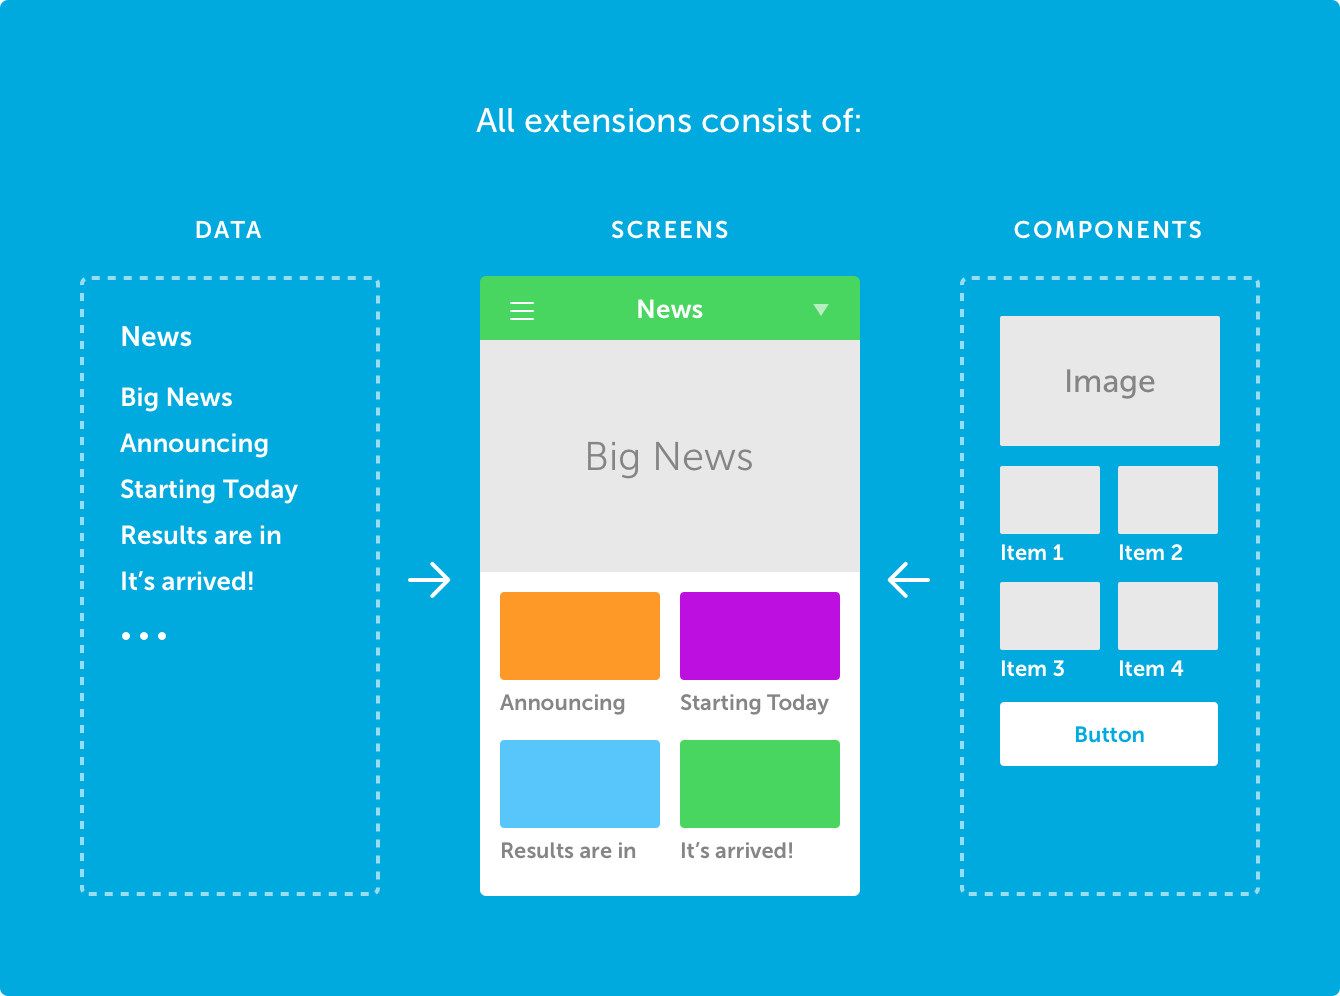 All extensions consist of:
DATA
News
Big News
Announcing
Starting Today
Results are in
It’s arrived!
SCREENS
News
Big News
Announcing
Starting Today
Results are in
It’s arrived!
COMPONENTS
Image
Item 1
Item 2
Item 3
Item 4
Button